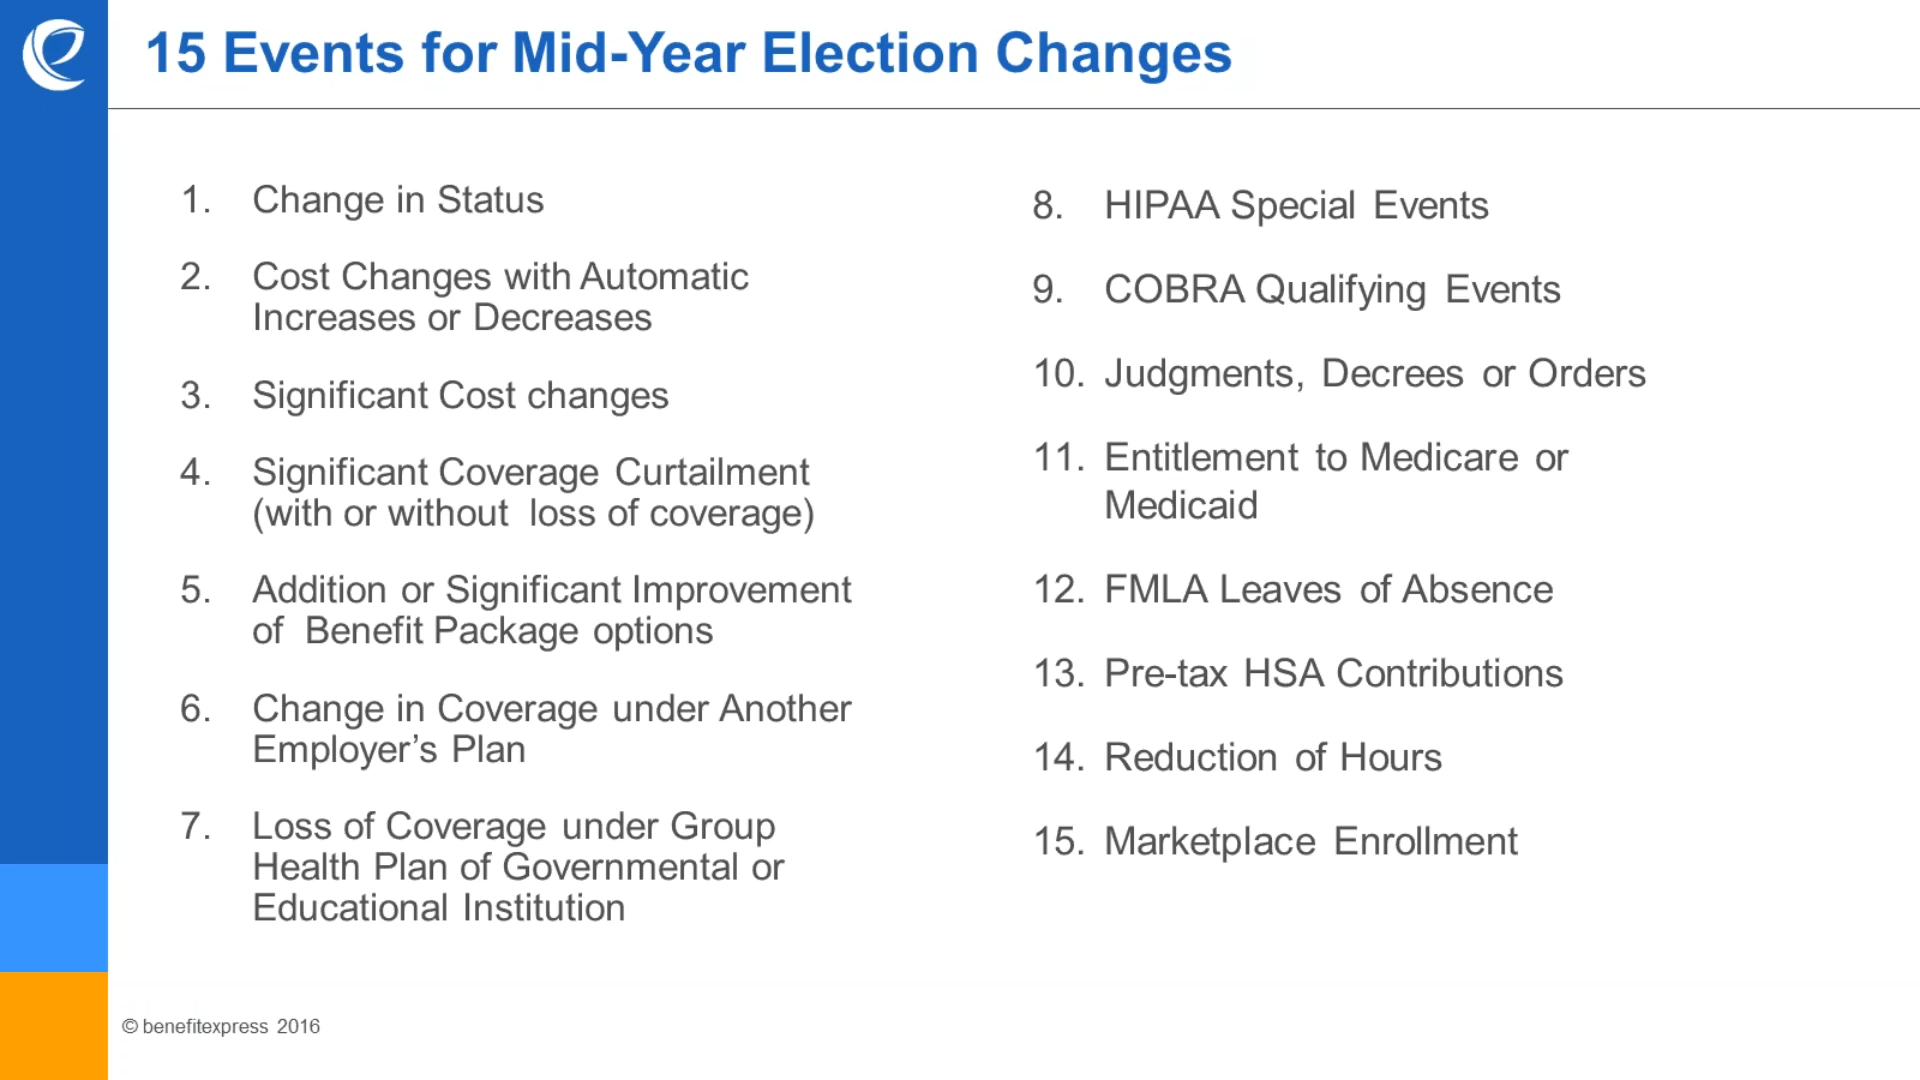 15 Events for Mid-Year Election Changes
1. Change in Status
2. Cost Changes with Automatic
Increases or Decreases
3. Significant Cost changes
4. Significant Coverage Curtailment
(with or without loss of coverage)
5. Addition or Significant Improvement
of Benefit Package options
6. Change in Coverage under Another
Employer’s Plan
7. Loss of Coverage under Group
Health Plan of Governmental or
Educational Institution
8. HIPAA Special Events
9. COBRA Qualifying Events
10. Judgments, Decrees or Orders
11. Entitlement to Medicare or
Medicaid
12. FMLA Leaves of Absence
13. Pre-tax HSA Contributions
14. Reduction of Hours
15. Marketplace Enrollment
© benefitexpress 2016